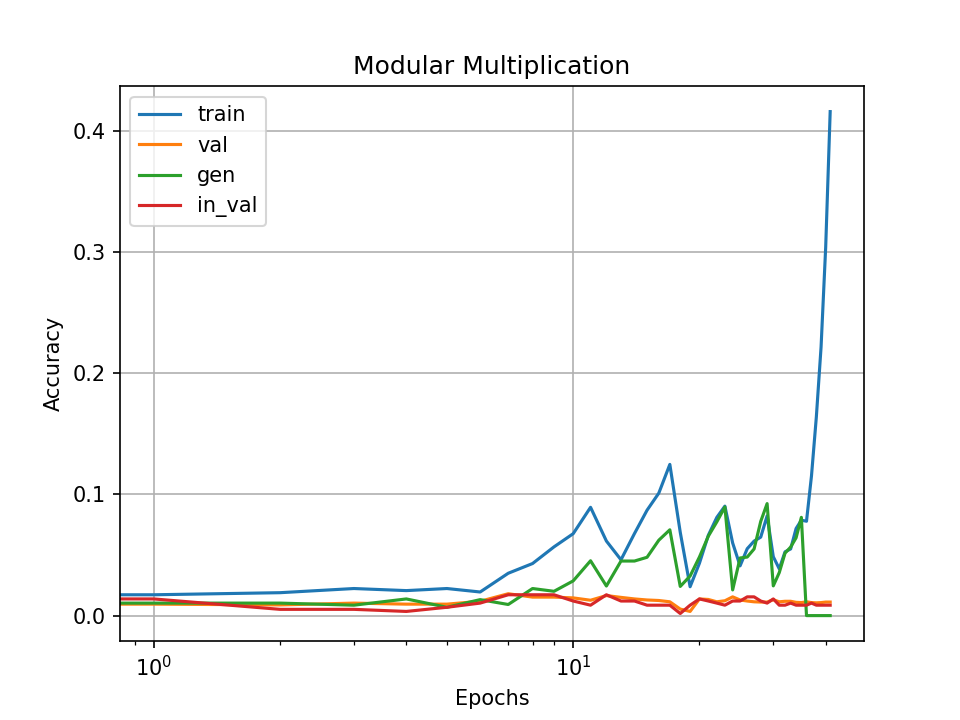 Modular Multiplication
train
val
gen
in_val
0.4
0.3
0.2
0.1
0.0
Accuracy
10⁰
10¹
Epochs